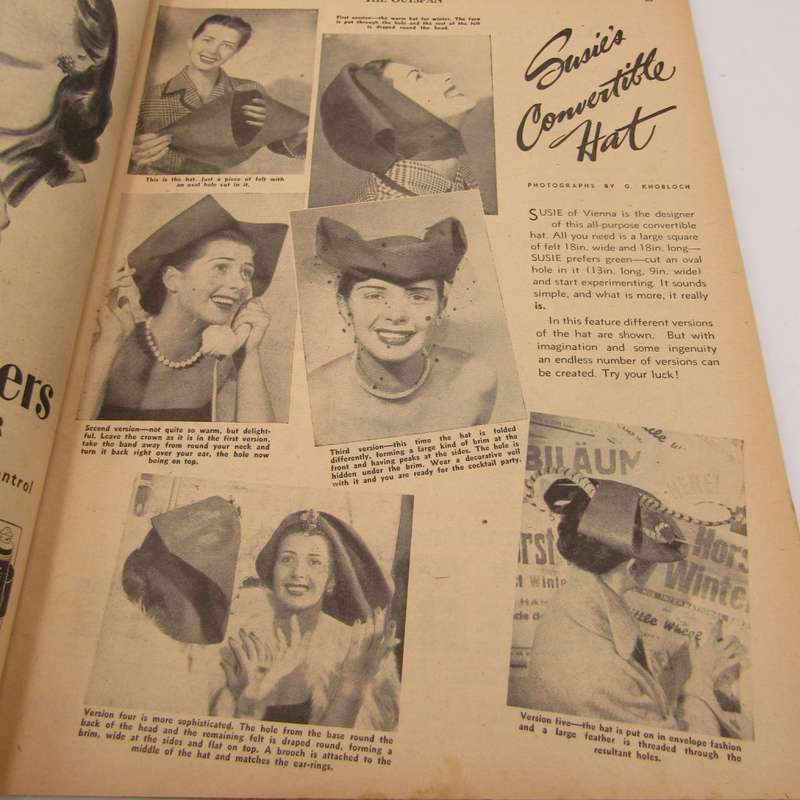 THE OUTSPAN
First version—the warm hat for winter. The face
is put through the hole and the rest of the felt
is draped round the head.
Susie's
Convertible
Hat
PHOTOGRAPHS BY G. KNOBLOCH
This is the hat. Just a piece of felt with
an oval hole cut in it.
SUSIE of Vienna is the designer
of this all-purpose convertible
hat. All you need is a large square
of felt 18in. wide and 18in. long—
SUSIE prefers green—cut an oval
hole in it (13in. long, 9in. wide)
and start experimenting. It sounds
simple, and what is more, it really
is.
In this feature different versions
of the hat are shown. But with
imagination and some ingenuity
an endless number of versions can
be created. Try your luck!
Second version—not quite so warm, but delight-
ful. Leave the crown as it is in the first version,
take the band away from round your neck and
turn it back right over your ear, the hole now
being on top.
Third version—this time the hat is folded
differently, forming a large kind of brim at the
front and having peaks at the sides. The hole is
hidden under the brim. Wear a decorative veil
with it and you are ready for the cocktail party.
ers
R
ontrol
BILÄUM
Hors
Winte
rst
Winte
ittle Wheel
Version four is more sophisticated. The hole from the base round the
back of the head and the remaining felt is draped round, forming a
brim, wide at the sides and flat on top. A brooch is attached to the
middle of the hat and matches the ear-rings.
Version five—the hat is put on in envelope fashion
and a large feather is threaded through the
resultant holes.